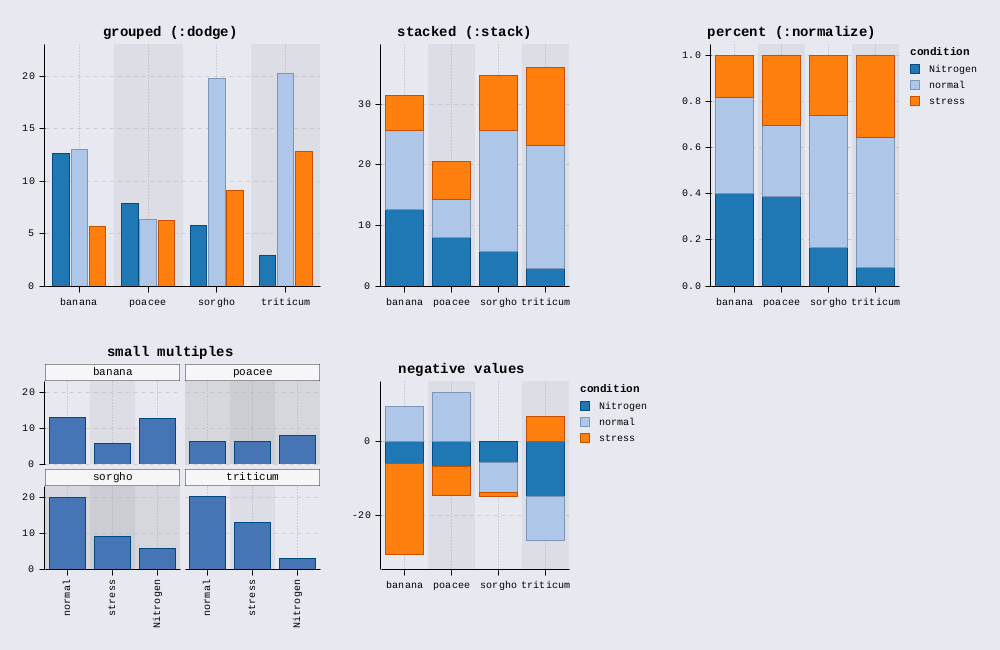 grouped (:dodge)
20
15
10
5
0
banana poacee sorgho triticum
stacked (:stack)
30
20
10
0
banana poacee sorgho triticum
percent (:normalize)
1.0
0.8
0.6
0.4
0.2
0.0
banana poacee sorgho triticum
condition
Nitrogen
normal
stress
small multiples
banana poacee
20
10
0
sorgho triticum
20
10
0
normal stress Nitrogen normal stress Nitrogen
negative values
0
-20
banana poacee sorgho triticum
condition
Nitrogen
normal
stress